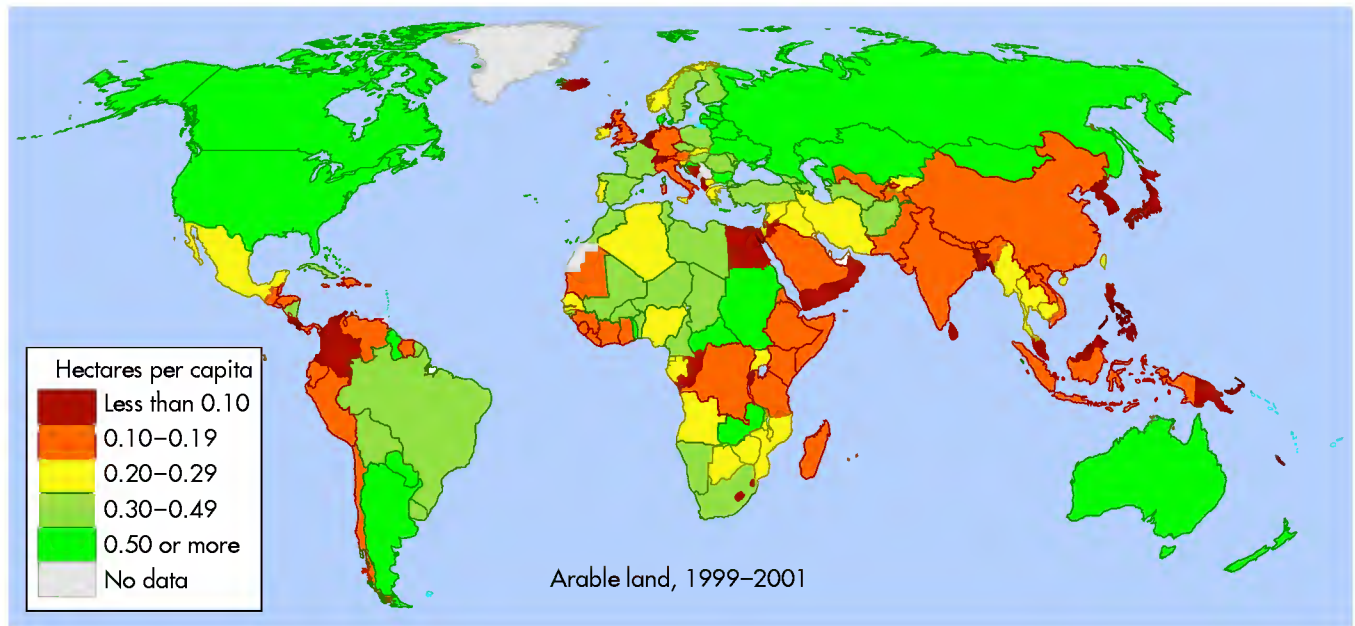 Hectares per capita
Less than 0.10
0.10–0.19
0.20–0.29
0.30–0.49
0.50 or more
No data
Arable land, 1999–2001